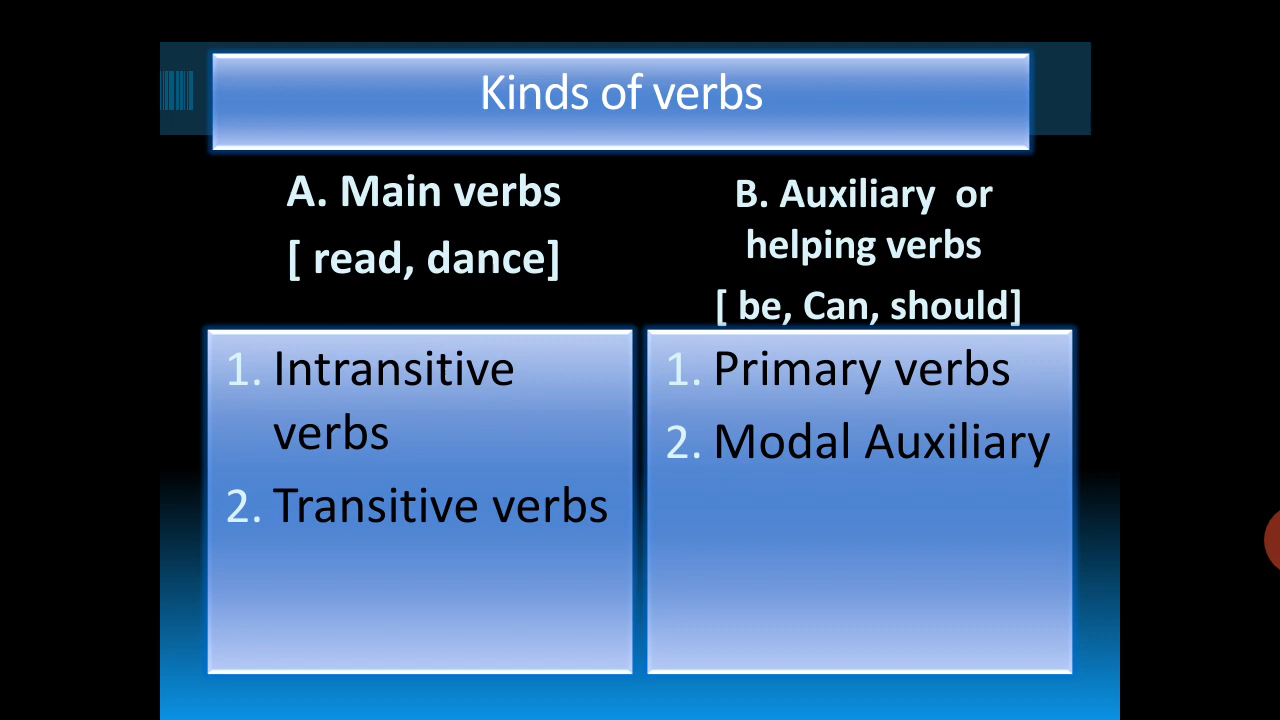 Kinds of verbs
A. Main verbs
[ read, dance]
B. Auxiliary or
helping verbs
[ be, Can, should]
1. Intransitive
verbs
2. Transitive verbs
1. Primary verbs
2. Modal Auxiliary